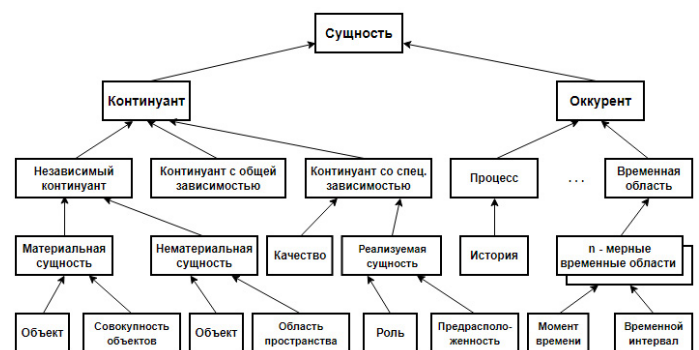 Сущность
Континуант
Оккурент
Независимый
континуант
Континуант с общей
зависимостью
Континуант со спец.
зависимостью
Процесс
...
Временная
область
Материальная
сущность
Нематериальная
сущность
Качество
Реализуемая
сущность
История
n - мерные
временные области
Объект
Совокупность
объектов
Объект
Область
пространства
Роль
Предрасполо-
женность
Момент
времени
Временной
интервал